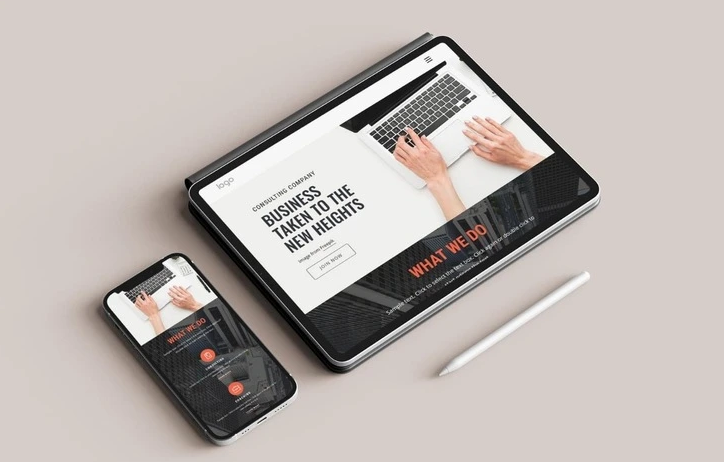 logo
CONSULTING COMPANY
BUSINESS
TAKEN TO THE
NEW HEIGHTS
Image from Freepik
JOIN NOW
WHAT WE DO
Sample text. Click to select the text box. Click again or double click to
WHAT WE DO